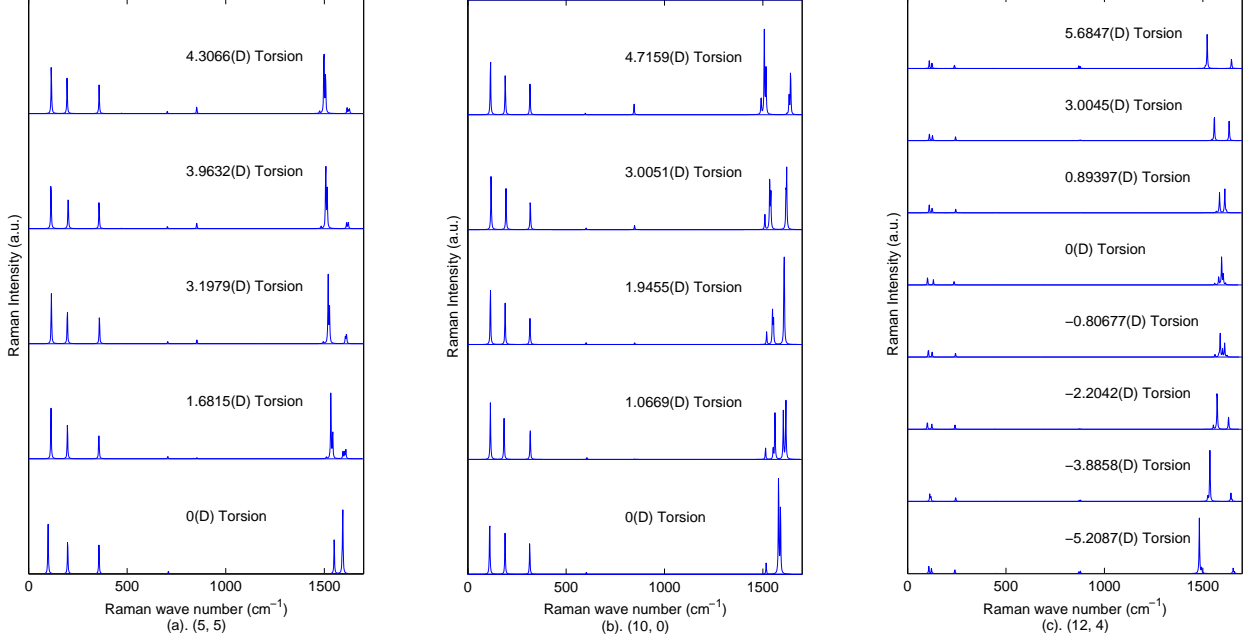 4.3066(D) Torsion
3.9632(D) Torsion
3.1979(D) Torsion
1.6815(D) Torsion
0(D) Torsion
Raman Intensity (a.u.)
0 500 1000 1500
Raman wave number (cm−1)
(a). (5, 5)
4.7159(D) Torsion
3.0051(D) Torsion
1.9455(D) Torsion
1.0669(D) Torsion
0(D) Torsion
Raman Intensity (a.u.)
0 500 1000 1500
Raman wave number (cm−1)
(b). (10, 0)
5.6847(D) Torsion
3.0045(D) Torsion
0.89397(D) Torsion
0(D) Torsion
−0.80677(D) Torsion
−2.2042(D) Torsion
−3.8858(D) Torsion
−5.2087(D) Torsion
Raman Intensity (a.u.)
0 500 1000 1500
Raman wave number (cm−1)
(c). (12, 4)